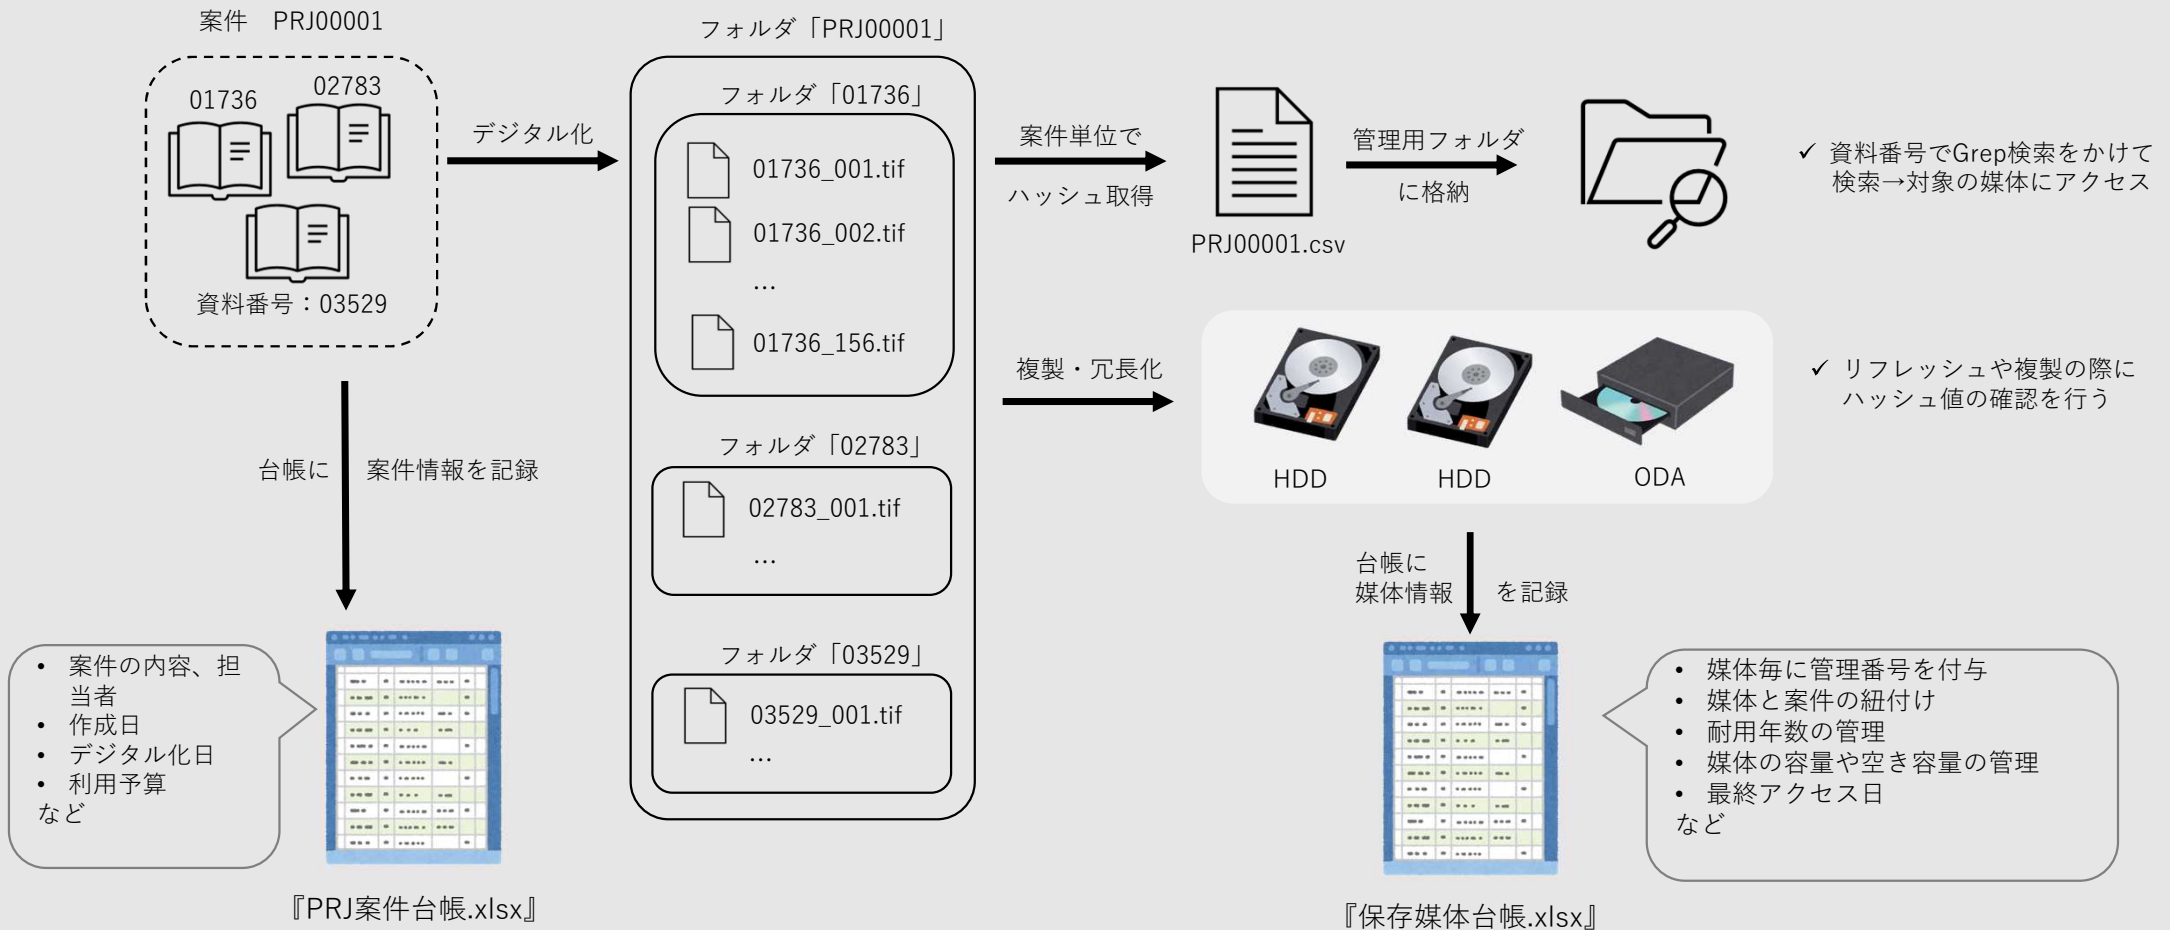 案件　PRJ00001
01736
02783
資料番号：03529
デジタル化
フォルダ「PRJ00001」
フォルダ「01736」
01736_001.tif
01736_002.tif
…
01736_156.tif
フォルダ「02783」
02783_001.tif
…
フォルダ「03529」
03529_001.tif
…
案件単位で
ハッシュ取得
PRJ00001.csv
管理用フォルダ
に格納
✓ 資料番号でGrep検索をかけて
検索→対象の媒体にアクセス
複製・冗長化
HDD
HDD
ODA
✓ リフレッシュや複製の際に
ハッシュ値の確認を行う
台帳に 案件情報を記録
• 案件の内容、担
当者
• 作成日
• デジタル化日
• 利用予算
など
『PRJ案件台帳.xlsx』
台帳に
媒体情報 を記録
• 媒体毎に管理番号を付与
• 媒体と案件の紐付け
• 耐用年数の管理
• 媒体の容量や空き容量の管理
• 最終アクセス日
など
『保存媒体台帳.xlsx』